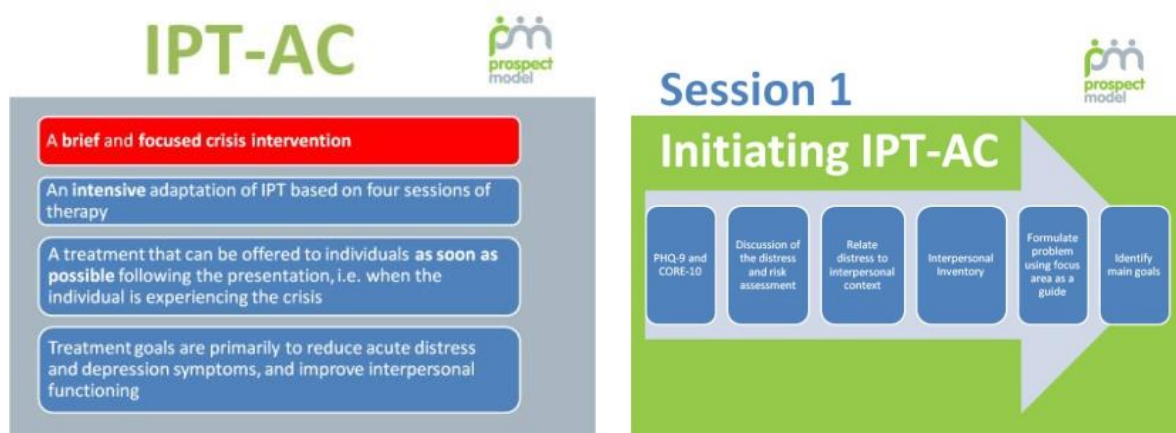 IPT-AC
prospect
model
A brief and focused crisis intervention
An intensive adaptation of IPT based on four sessions of
therapy
A treatment that can be offered to individuals as soon as
possible following the presentation, i.e. when the
individual is experiencing the crisis
Treatment goals are primarily to reduce acute distress
and depression symptoms, and improve interpersonal
functioning
Session 1
prospect
model
Initiating IPT-AC
PHQ-9 and
CORE-10
Discussion of
the distress
and risk
assessment
Relate
distress to
interpersonal
context
Interpersonal
Inventory
Formulate
problem
using focus
area as a
guide
Identify
main goals